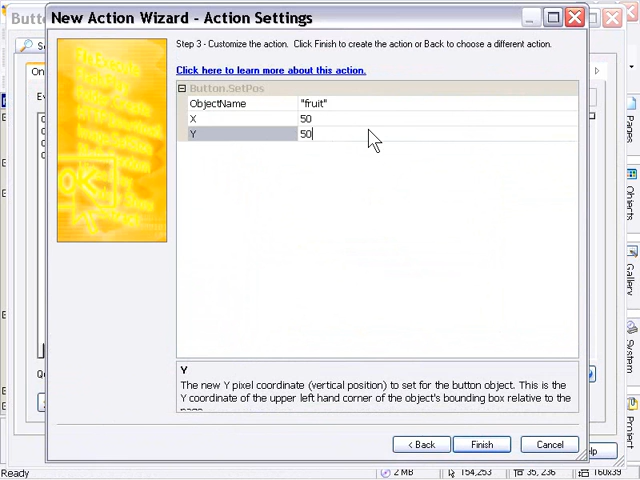 Butto
New Action Wizard - Action Settings
Step 3 - Customize the action. Click Finish to create the action or Back to choose a different action.
Click here to learn more about this action.
Button.SetPos
ObjectName "fruit"
X 50
Y 50
Y
The new Y pixel coordinate (vertical position) to set for the button object. This is the
Y coordinate of the upper left hand corner of the object's bounding box relative to the
page
< Back Finish Cancel
Pages
Objects
Gallery
System
Project
On
Ready 2 MB 154,253 35, 236 160x39